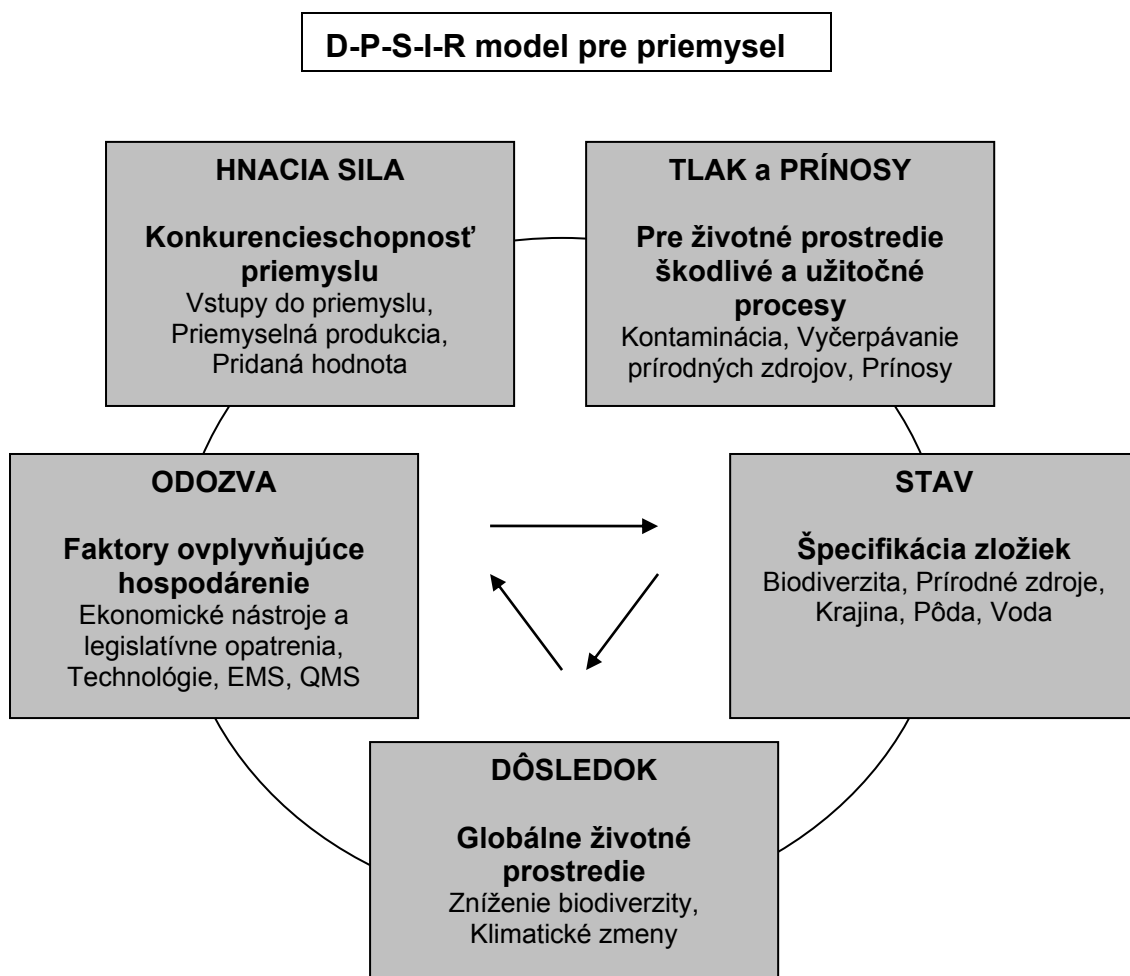 D-P-S-I-R model pre priemysel
HNACIA SILA
Konkurencieschopnosť
priemyslu
Vstupy do priemyslu,
Priemyselná produkcia,
Pridaná hodnota
TLAK a PRÍNOSY
Pre životné prostredie
škodlivé a užitočné
procesy
Kontaminácia, Vyčerpávanie
prírodných zdrojov, Prínosy
ODOZVA
Faktory ovplyvňujúce
hospodárenie
Ekonomické nástroje a
legislatívne opatrenia,
Technológie, EMS, QMS
STAV
Špecifikácia zložiek
Biodiverzita, Prírodné zdroje,
Krajina, Pôda, Voda
DÔSLEDOK
Globálne životné
prostredie
Zníženie biodiverzity,
Klimatické zmeny